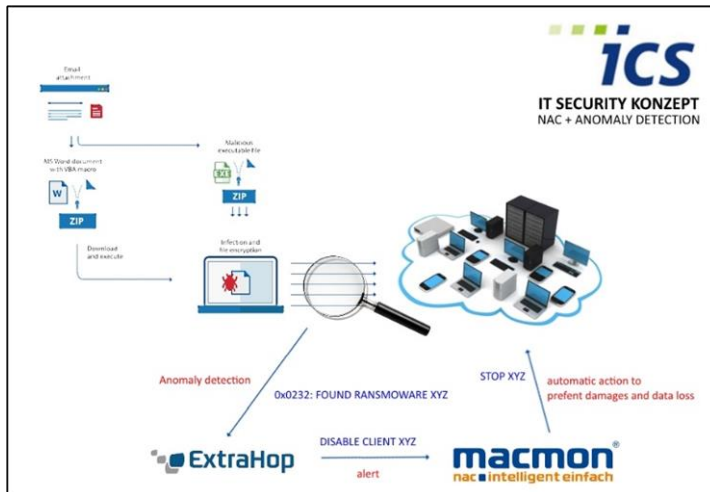 iCS
IT SECURITY KONZEPT
NAC + ANOMALY DETECTION
Email
attachment
MS Word document
with VBA macro
W
ZIP
Malicious
executable file
EXE
ZIP
Download
and execute
Infection and
file encryption
Anomaly detection
0x0232: FOUND RANSMOWARE XYZ
STOP XYZ
automatic action to
prefent damages and data loss
ExtraHop
DISABLE CLIENT XYZ
alert
macmon®
nac intelligent einfach